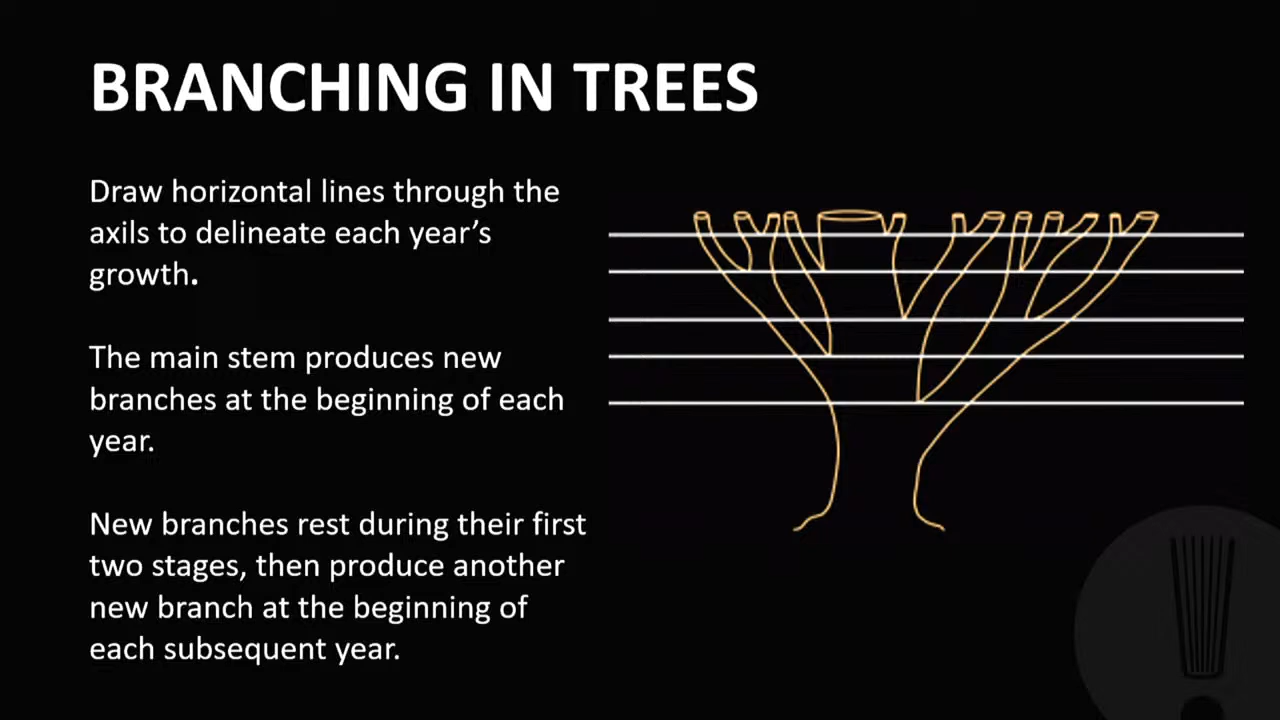 BRANCHING IN TREES
Draw horizontal lines through the
axils to delineate each year’s
growth.
The main stem produces new
branches at the beginning of each
year.
New branches rest during their first
two stages, then produce another
new branch at the beginning of
each subsequent year.